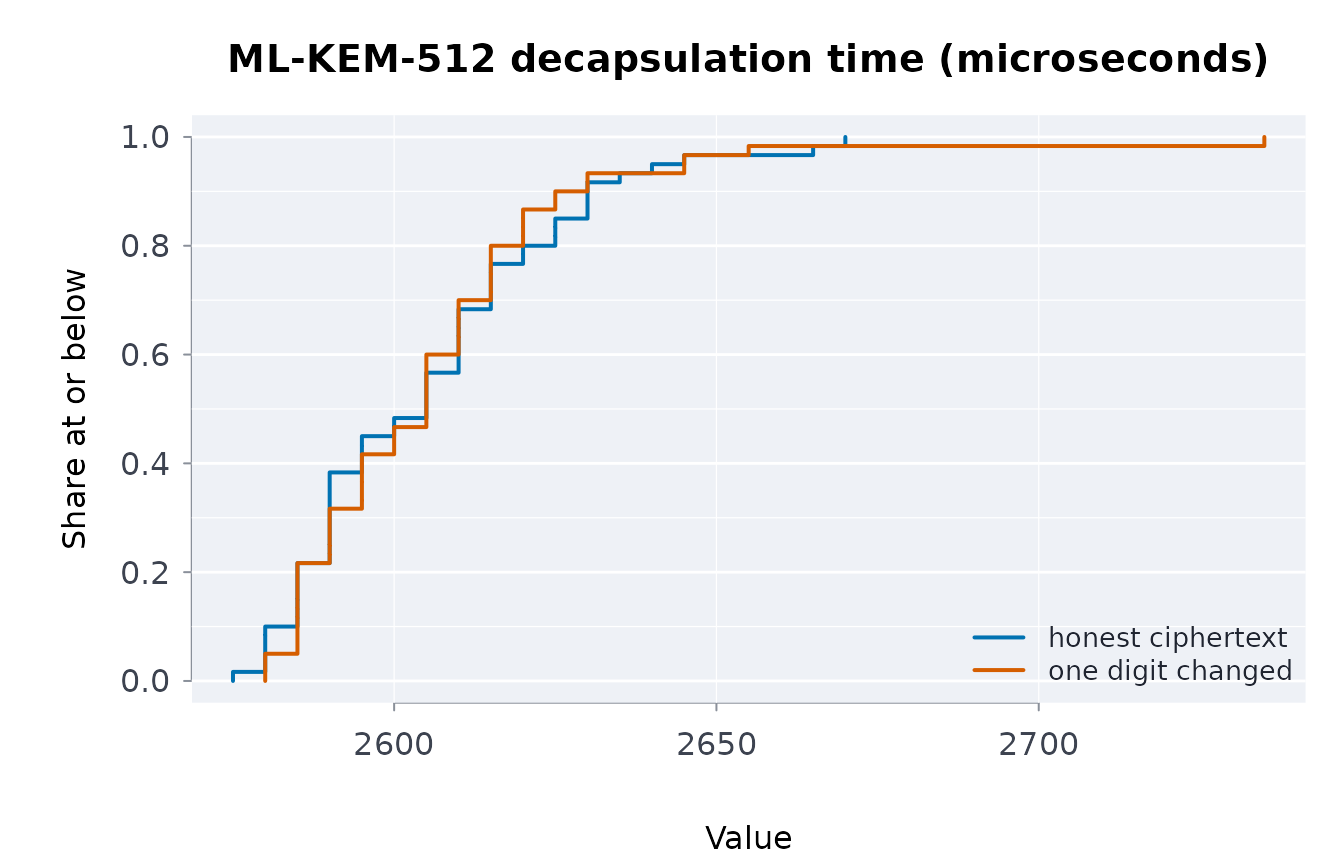 ML-KEM-512 decapsulation time (microseconds)
1.0
0.8
0.6
0.4
0.2
0.0
Share at or below
honest ciphertext
one digit changed
2600 2650 2700
Value